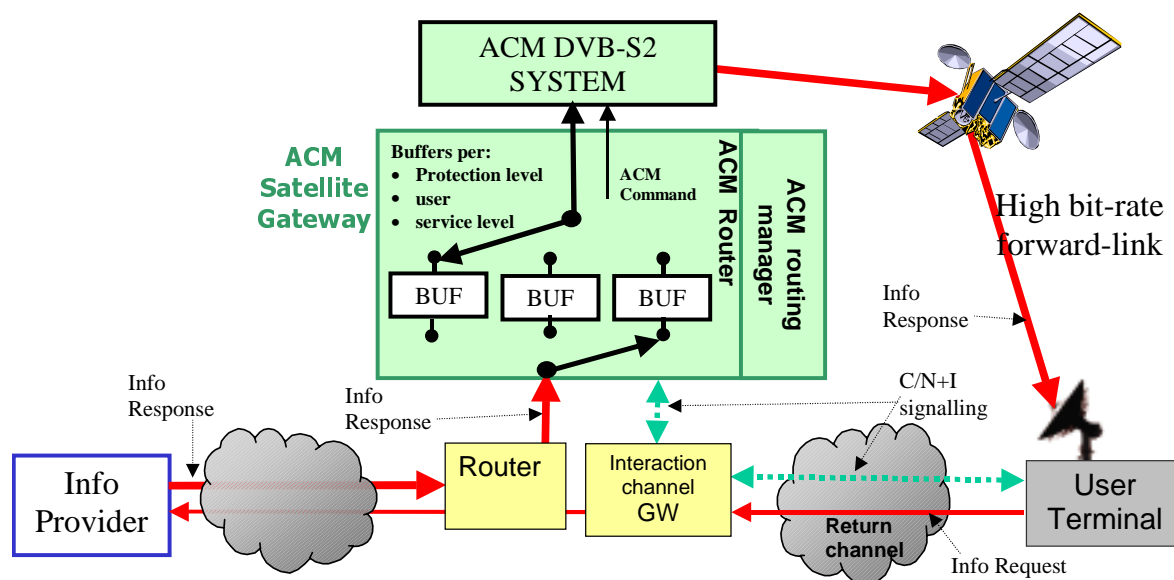 ACM DVB-S2
SYSTEM
ACM
Satellite
Gateway
Buffers per:
• Protection level
• user
• service level
ACM
Command
ACM Router
ACM routing
manager
BUF
BUF
BUF
High bit-rate
forward-link
Info
Response
Info
Response
Info
Response
C/N+I
signalling
Info
Provider
Router
Interaction
channel
GW
Return
channel
User
Terminal
Info Request